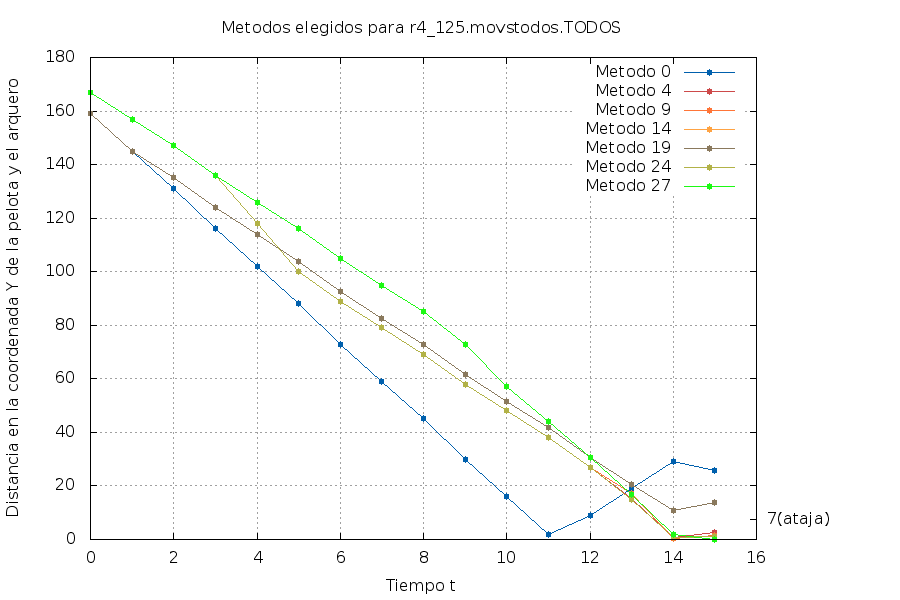 Metodos elegidos para r4_125.movstodos.TODOS
180
160
140
120
100
80
60
40
20
0
Distancia en la coordenada Y de la pelota y el arquero
Metodo 0
Metodo 4
Metodo 9
Metodo 14
Metodo 19
Metodo 24
Metodo 27
7(ataja)
0 2 4 6 8 10 12 14 16
Tiempo t